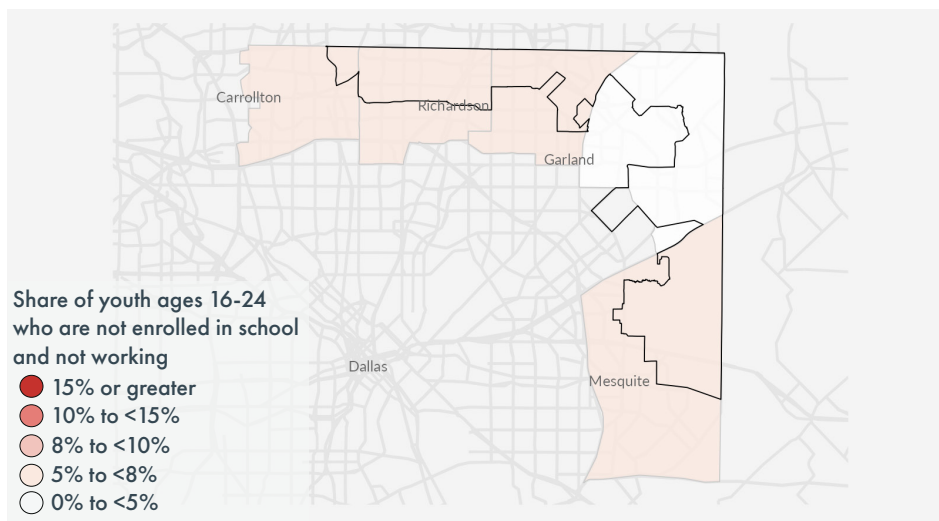 Carrollton
Richardson
Garland
Share of youth ages 16-24
who are not enrolled in school
and not working
Dallas
Mesquite
15% or greater
10% to <15%
8% to <10%
5% to <8%
0% to <5%